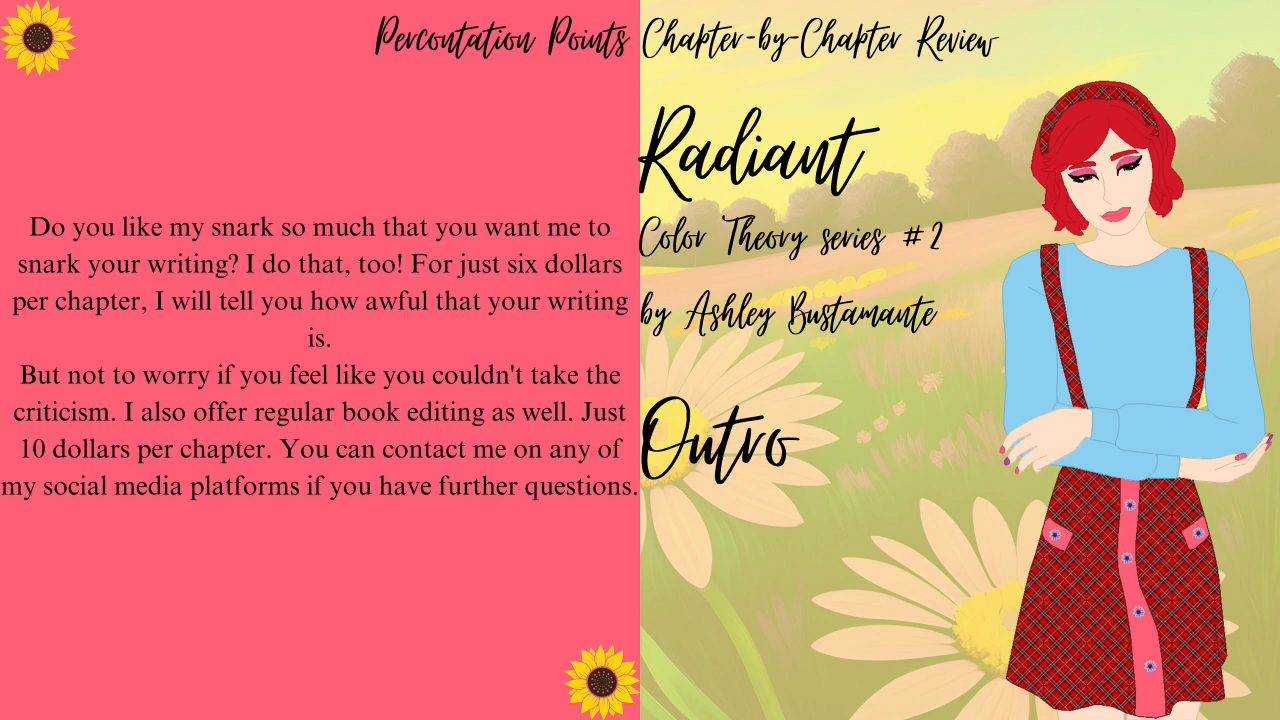 Percontation Points Chapter-by-Chapter Review
Do you like my snark so much that you want me to
snark your writing? I do that, too! For just six dollars
per chapter, I will tell you how awful that your writing
is.
But not to worry if you feel like you couldn't take the
criticism. I also offer regular book editing as well. Just
10 dollars per chapter. You can contact me on any of
my social media platforms if you have further questions.
Radiant
Color Theory series #2
by Ashley Bustamante
Outro